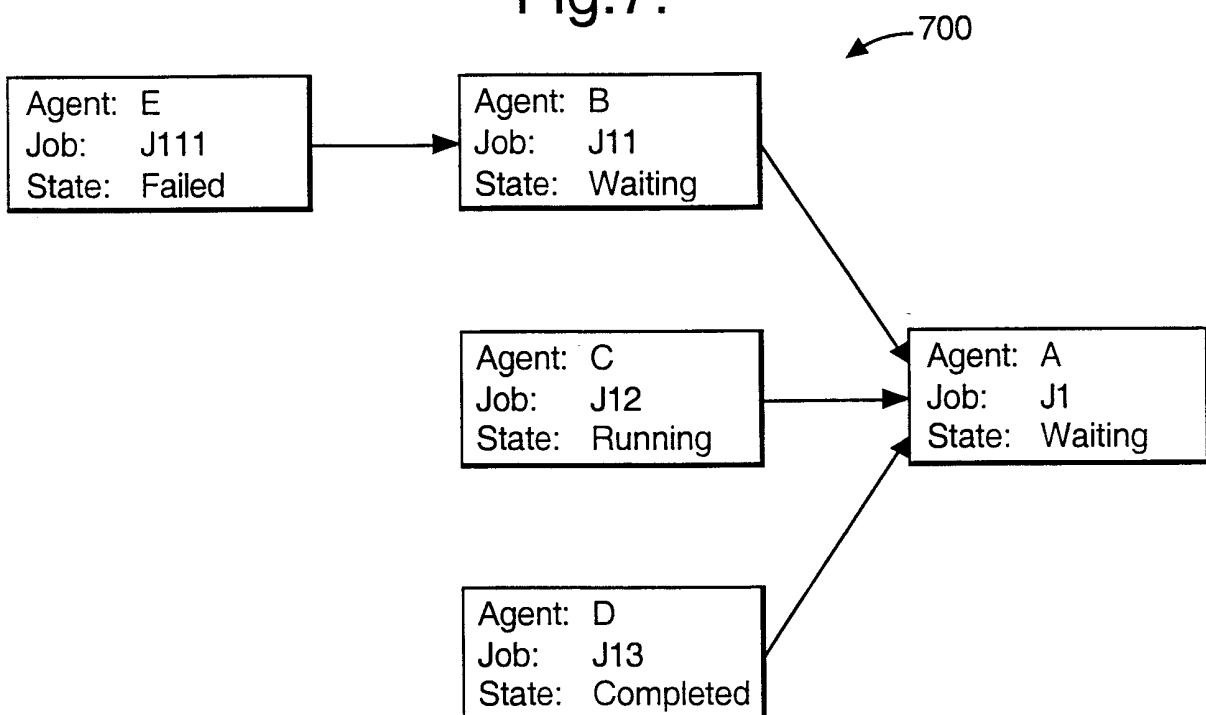 Fig.7.
700
Agent: E
Job: J111
State: Failed
Agent: B
Job: J11
State: Waiting
Agent: C
Job: J12
State: Running
Agent: A
Job: J1
State: Waiting
Agent: D
Job: J13
State: Completed